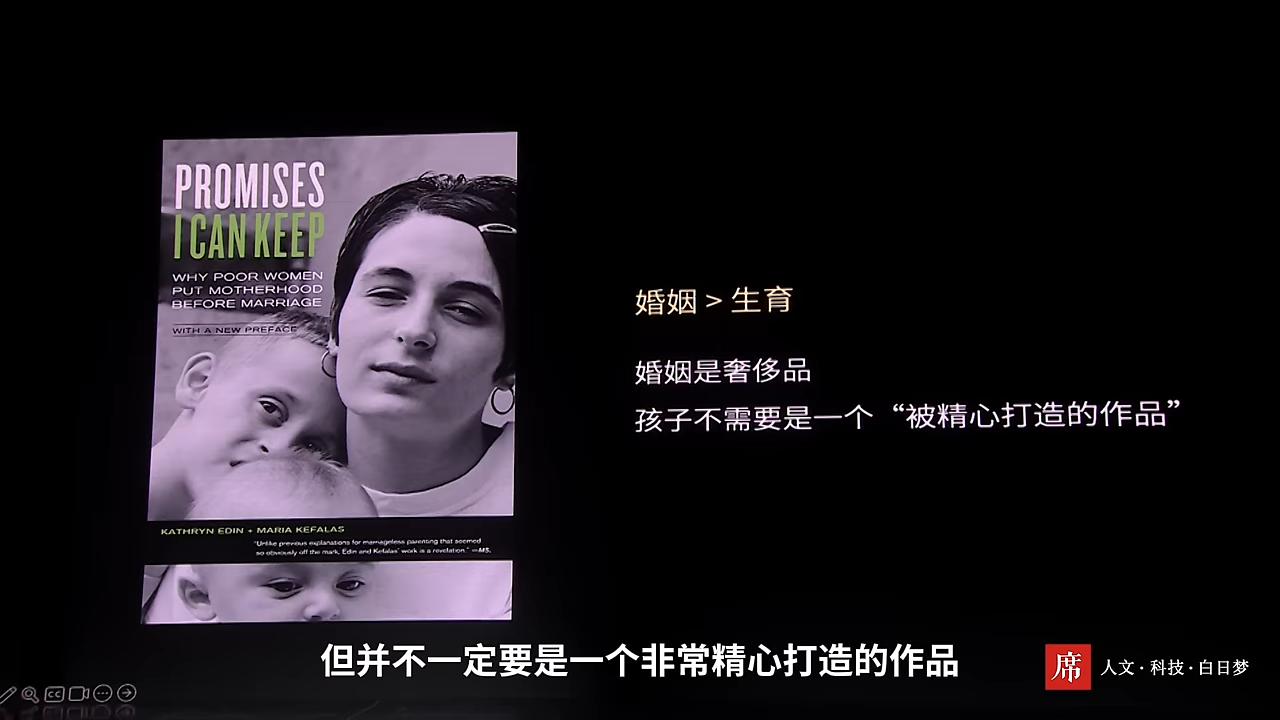 PROMISES
I CAN KEEP
WHY POOR WOMEN
PUT MOTHERHOOD
BEFORE MARRIAGE
WITH A NEW PREFACE
KATHRYN EDIN + MARIA KEFALAS
"Unlike previous explanations for marriageless parenting that seemed
so obviously off the mark, Edin and Kefalas' work is a revelation." —MS.
婚姻 > 生育
婚姻是奢侈品
孩子不需要是一个“被精心打造的作品”
但并不一定要是一个非常精心打造的作品
席
人文·科技·白日梦